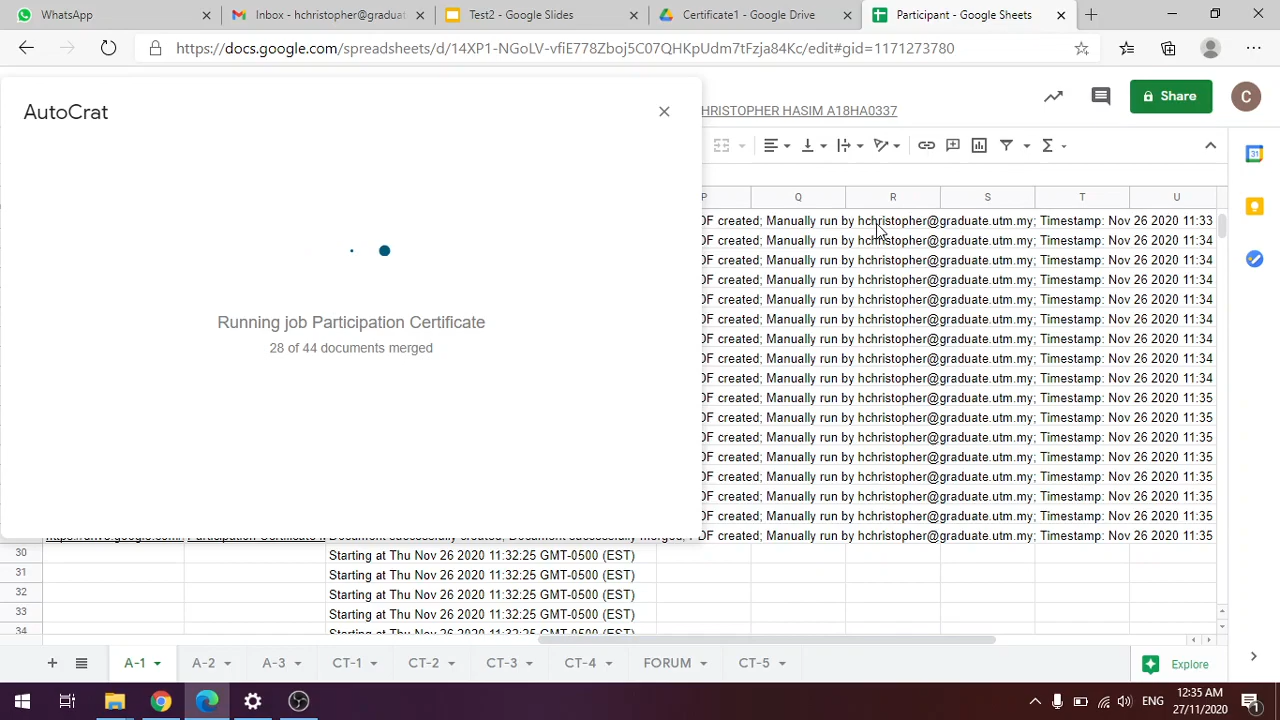 WhatsApp
Inbox - hchristopher@graduat
Test2 - Google Slides
Certificate1 - Google Drive
Participant - Google Sheets
https://docs.google.com/spreadsheets/d/14XP1-NGoLV-vfiE778Zboj5C07QHKpUdm7tFzja84Kc/edit#gid=1171273780
AutoCrat
HRISTOPHER HASIM A18HA0337
Share
C
P Q R S T U
DF created; Manually run by hchristopher@graduate.utm.my; Timestamp: Nov 26 2020 11:33
DF created; Manually run by hchristopher@graduate.utm.my; Timestamp: Nov 26 2020 11:34
DF created; Manually run by hchristopher@graduate.utm.my; Timestamp: Nov 26 2020 11:34
DF created; Manually run by hchristopher@graduate.utm.my; Timestamp: Nov 26 2020 11:34
DF created; Manually run by hchristopher@graduate.utm.my; Timestamp: Nov 26 2020 11:34
DF created; Manually run by hchristopher@graduate.utm.my; Timestamp: Nov 26 2020 11:34
DF created; Manually run by hchristopher@graduate.utm.my; Timestamp: Nov 26 2020 11:34
DF created; Manually run by hchristopher@graduate.utm.my; Timestamp: Nov 26 2020 11:34
DF created; Manually run by hchristopher@graduate.utm.my; Timestamp: Nov 26 2020 11:34
DF created; Manually run by hchristopher@graduate.utm.my; Timestamp: Nov 26 2020 11:35
DF created; Manually run by hchristopher@graduate.utm.my; Timestamp: Nov 26 2020 11:35
DF created; Manually run by hchristopher@graduate.utm.my; Timestamp: Nov 26 2020 11:35
DF created; Manually run by hchristopher@graduate.utm.my; Timestamp: Nov 26 2020 11:35
DF created; Manually run by hchristopher@graduate.utm.my; Timestamp: Nov 26 2020 11:35
DF created; Manually run by hchristopher@graduate.utm.my; Timestamp: Nov 26 2020 11:35
DF created; Manually run by hchristopher@graduate.utm.my; Timestamp: Nov 26 2020 11:35
DF created; Manually run by hchristopher@graduate.utm.my; Timestamp: Nov 26 2020 11:35
Running job Participation Certificate
28 of 44 documents merged
30 Starting at Thu Nov 26 2020 11:32:25 GMT-0500 (EST)
31 Starting at Thu Nov 26 2020 11:32:25 GMT-0500 (EST)
32 Starting at Thu Nov 26 2020 11:32:25 GMT-0500 (EST)
33 Starting at Thu Nov 26 2020 11:32:25 GMT-0500 (EST)
34 Starting at Thu Nov 26 2020 11:32:25 GMT-0500 (EST)
A-1 A-2 A-3 CT-1 CT-2 CT-3 CT-4 FORUM CT-5
Explore
ENG
12:35 AM
27/11/2020
1